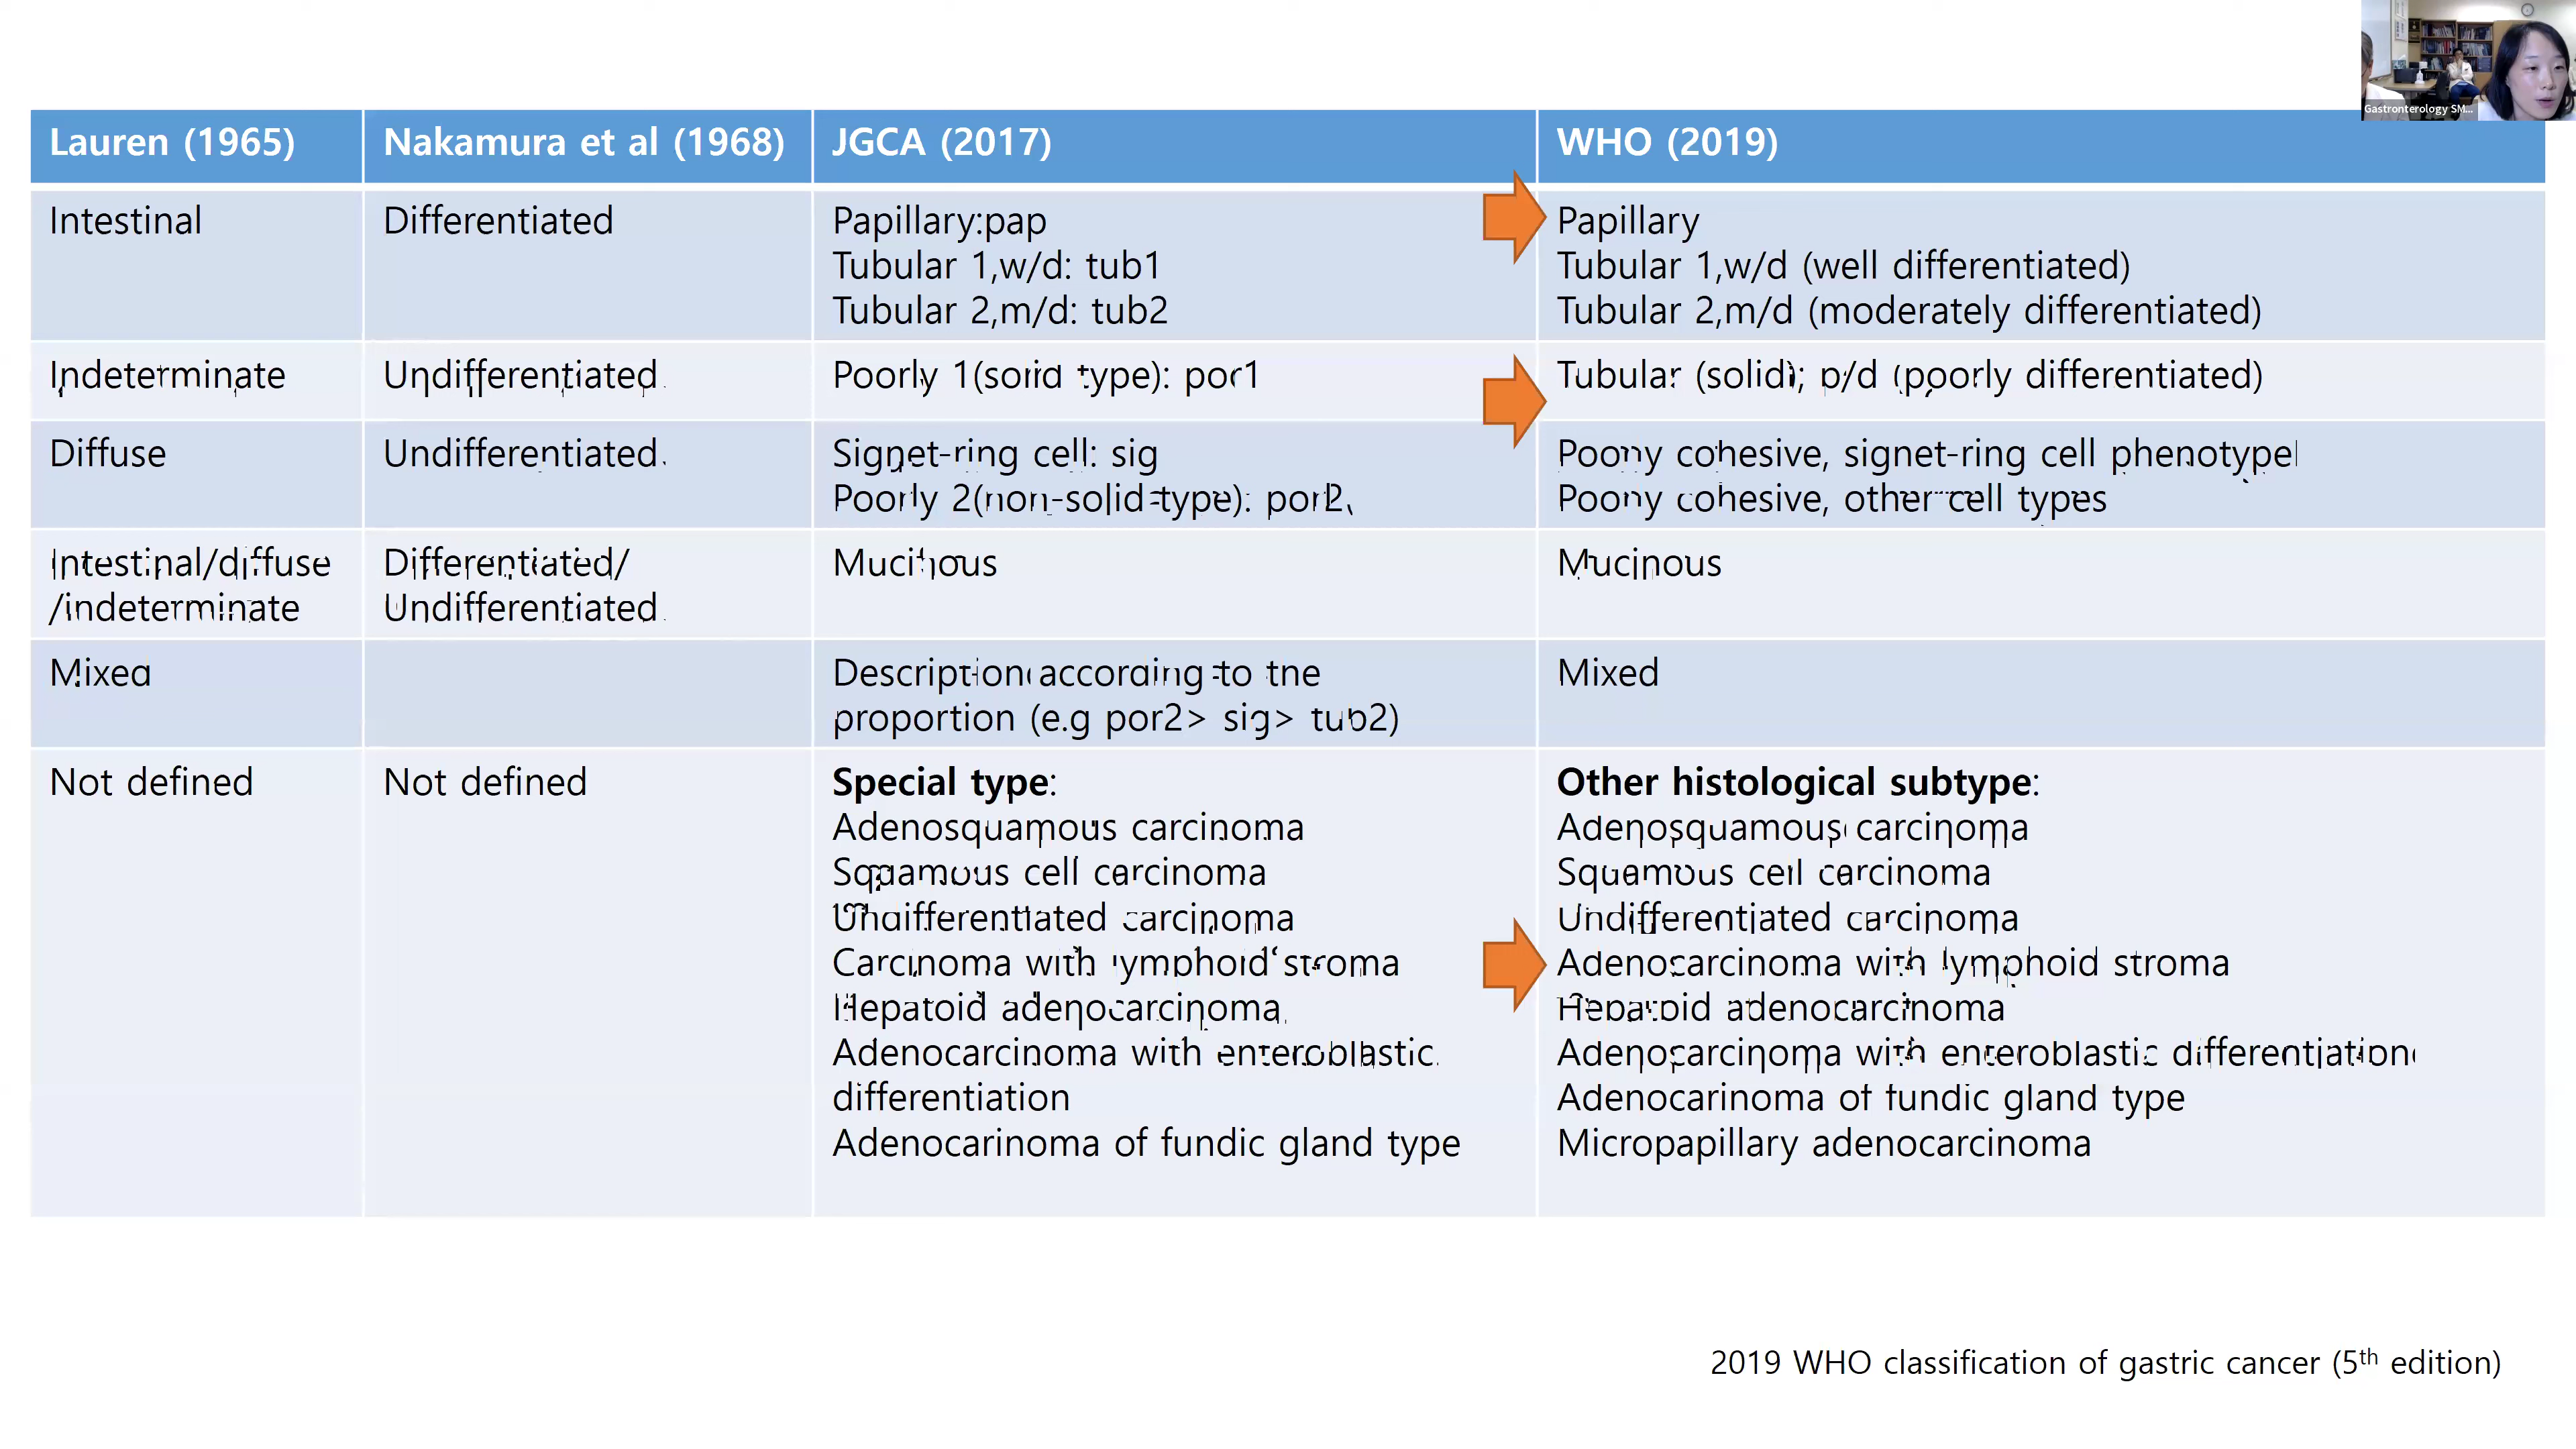 Gastronterology SM...
Lauren (1965)
Nakamura et al (1968)
JGCA (2017)
WHO (2019)
Intestinal
Differentiated
Papillary:pap
Tubular 1,w/d: tub1
Tubular 2,m/d: tub2
Papillary
Tubular 1,w/d (well differentiated)
Tubular 2,m/d (moderately differentiated)
Indeterminate
Undifferentiated
Poorly 1(solid type): por1
Tubular (solid); p/d (poorly differentiated)
Diffuse
Undifferentiated
Signet-ring cell: sig
Poorly 2(non-solid type): por2
Poorly cohesive, signet-ring cell phenotype
Poorly cohesive, other cell types
Intestinal/diffuse
/indeterminate
Differentiated/
Undifferentiated
Mucinous
Mucinous
Mixed
Description according to the
proportion (e.g por2> sig> tub2)
Mixed
Not defined
Not defined
Special type:
Adenosquamous carcinoma
Squamous cell carcinoma
Undifferentiated carcinoma
Carcinoma with lymphoid stroma
Hepatoid adenocarcinoma
Adenocarcinoma with enteroblastic
differentiation
Adenocarinoma of fundic gland type
Other histological subtype:
Adenosquamous carcinoma
Squamous cell carcinoma
Undifferentiated carcinoma
Adenocarcinoma with lymphoid stroma
Hepatoid adenocarcinoma
Adenocarcinoma with enteroblastic differentiation
Adenocarinoma of fundic gland type
Micropapillary adenocarcinoma
2019 WHO classification of gastric cancer (5th edition)